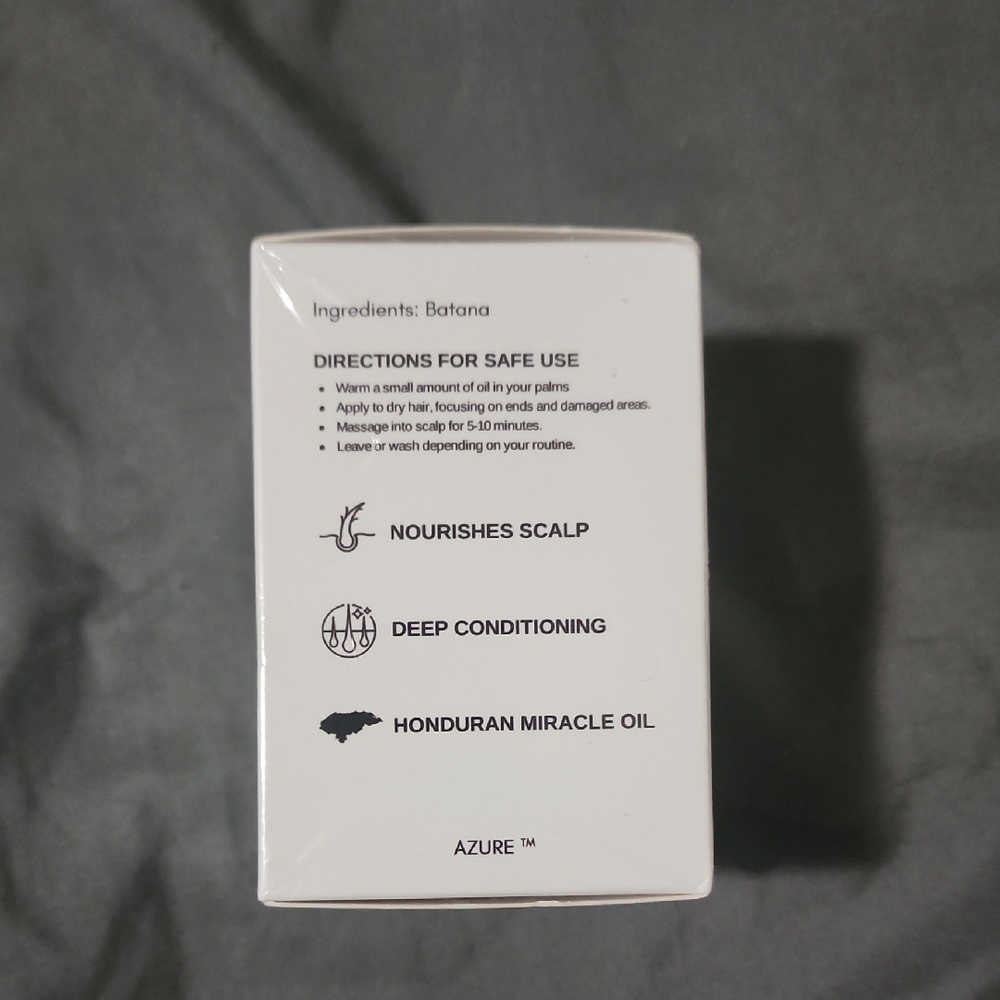 Ingredients: Batana
DIRECTIONS FOR SAFE USE
• Warm a small amount of oil in your palms
• Apply to dry hair, focusing on ends and damaged areas.
• Massage into scalp for 5-10 minutes.
• Leave or wash depending on your routine.
NOURISHES SCALP
DEEP CONDITIONING
HONDURAN MIRACLE OIL
AZURE ™